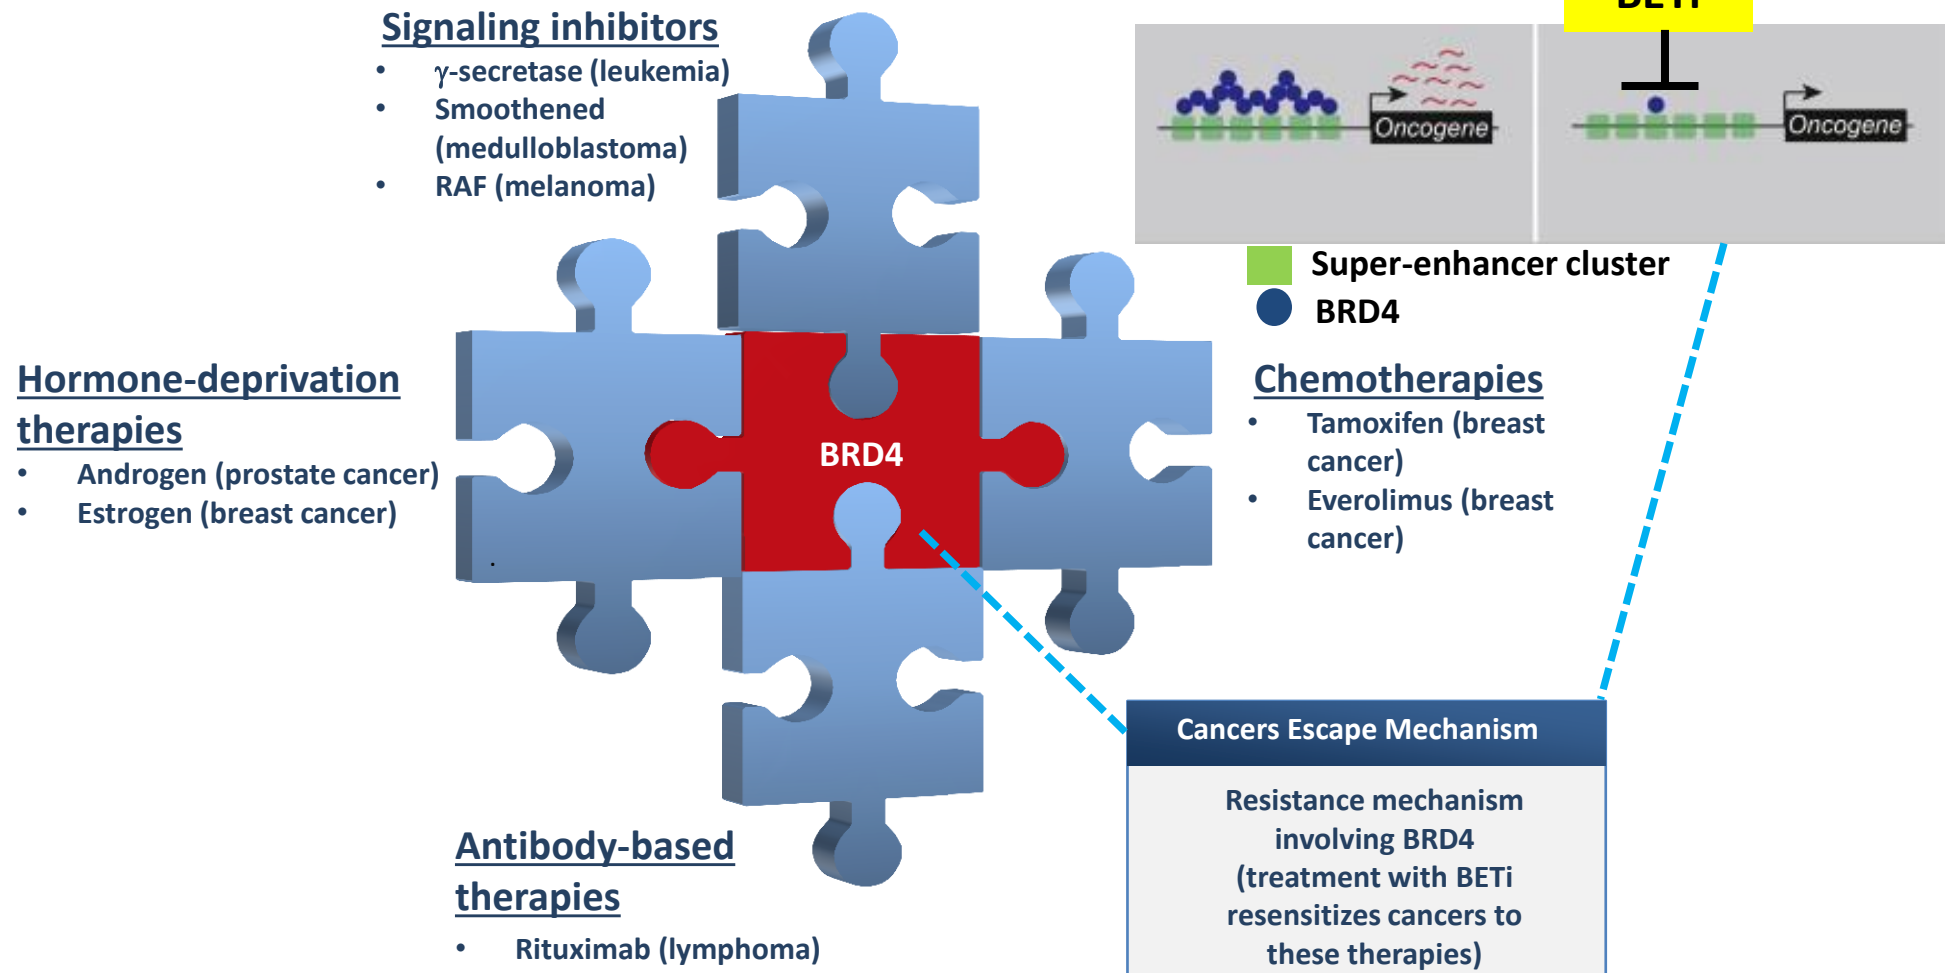 Signaling inhibitors
• γ-secretase (leukemia)
• Smoothened
(medulloblastoma)
• RAF (melanoma)
BETi
Oncogene
Oncogene
Super-enhancer cluster
BRD4
Hormone-deprivation
therapies
• Androgen (prostate cancer)
• Estrogen (breast cancer)
BRD4
Chemotherapies
• Tamoxifen (breast
cancer)
• Everolimus (breast
cancer)
Antibody-based
therapies
• Rituximab (lymphoma)
Cancers Escape Mechanism
Resistance mechanism
involving BRD4
(treatment with BETi
resensitizes cancers to
these therapies)